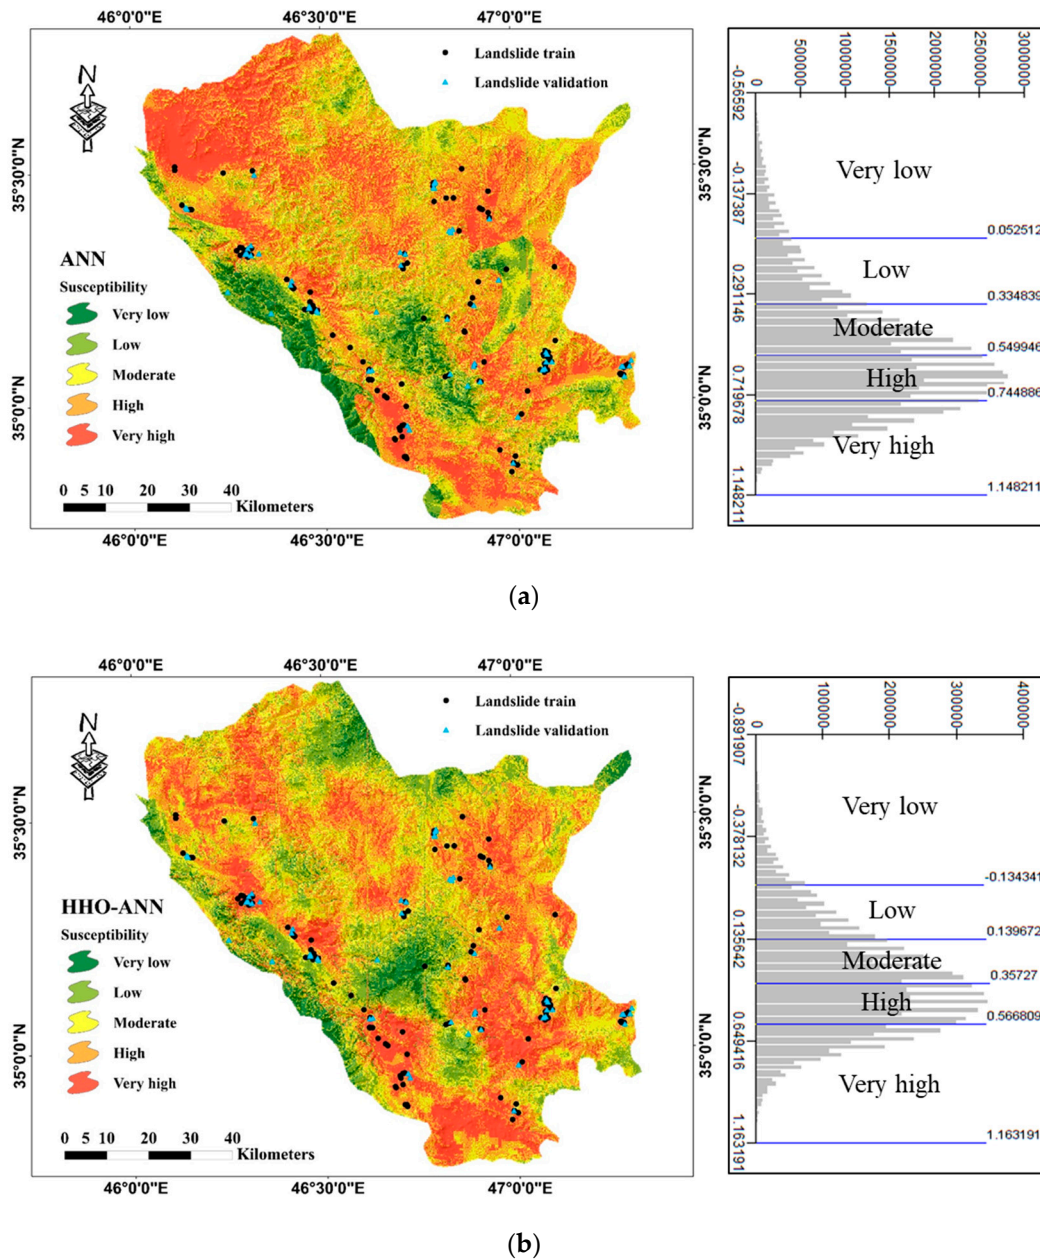 46°0'0"E 46°30'0"E 47°0'0"E
N
Landslide train
Landslide validation
35°30'0"N
35°30'0"N
35°0'0"N
35°0'0"N
ANN
Susceptibility
Very low
Low
Moderate
High
Very high
0 5 10 20 30 40
Kilometers
46°0'0"E 46°30'0"E 47°0'0"E
0 500000 1000000 1500000 2000000 2500000 3000000
-0.56592
-0.137387
0.291146
0.719678
1.148211
Very low
0.052512
Low
0.334839
Moderate
0.549946
High
0.744886
Very high
1.148211
(a)
46°0'0"E 46°30'0"E 47°0'0"E
N
Landslide train
Landslide validation
35°30'0"N
35°30'0"N
35°0'0"N
35°0'0"N
HHO-ANN
Susceptibility
Very low
Low
Moderate
High
Very high
0 5 10 20 30 40
Kilometers
46°0'0"E 46°30'0"E 47°0'0"E
0 100000 200000 300000 400000
-0.891907
-0.378132
0.135642
0.649416
1.163191
Very low
-0.134341
Low
0.139672
Moderate
0.35727
High
0.566809
Very high
1.163191
(b)